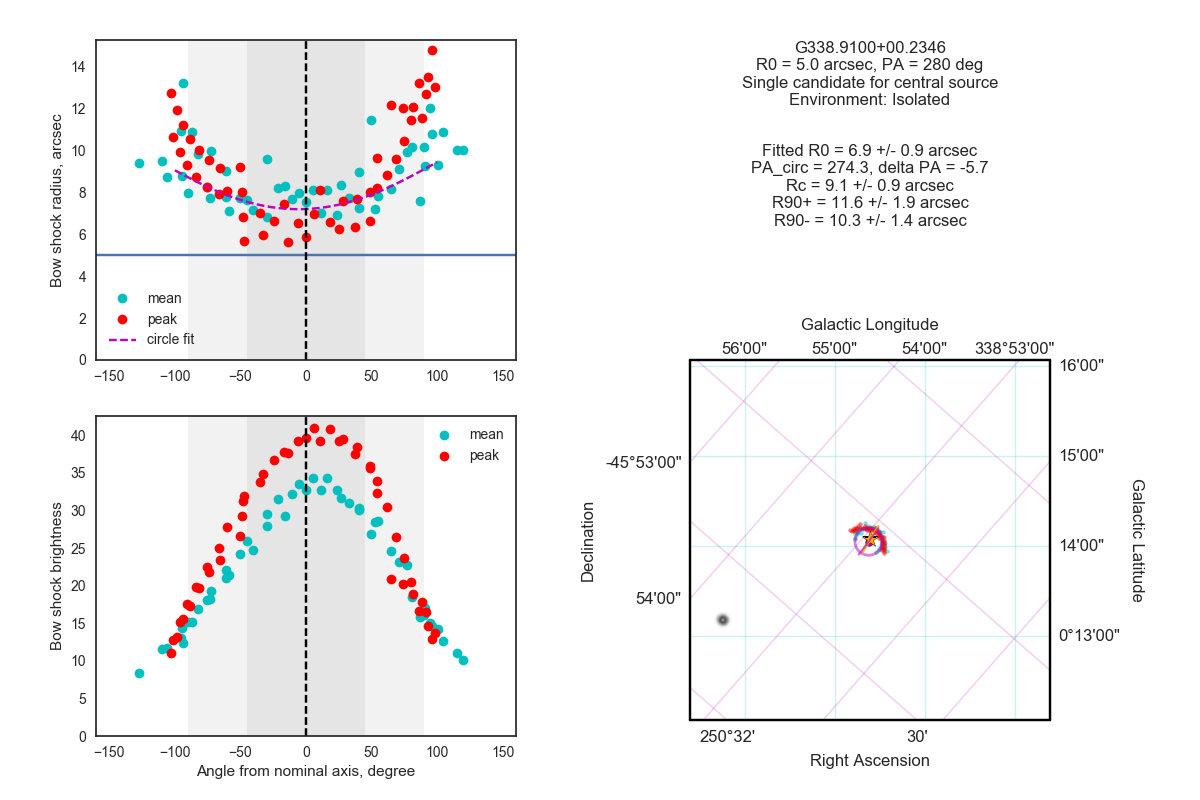 G338.9100+00.2346
R0 = 5.0 arcsec, PA = 280 deg
Single candidate for central source
Environment: Isolated
Fitted R0 = 6.9 +/- 0.9 arcsec
PA_circ = 274.3, delta PA = -5.7
Rc = 9.1 +/- 0.9 arcsec
R90+ = 11.6 +/- 1.9 arcsec
R90- = 10.3 +/- 1.4 arcsec
Bow shock radius, arcsec
14
12
10
8
6
4
2
0
mean
peak
circle fit
−150 −100 −50 0 50 100 150
Bow shock brightness
40
35
30
25
20
15
10
5
0
mean
peak
−150 −100 −50 0 50 100 150
Angle from nominal axis, degree
Galactic Longitude
56'00" 55'00" 54'00" 338°53'00"
16'00"
15'00"
14'00"
0°13'00"
Galactic Latitude
-45°53'00"
54'00"
Declination
250°32' 30'
Right Ascension